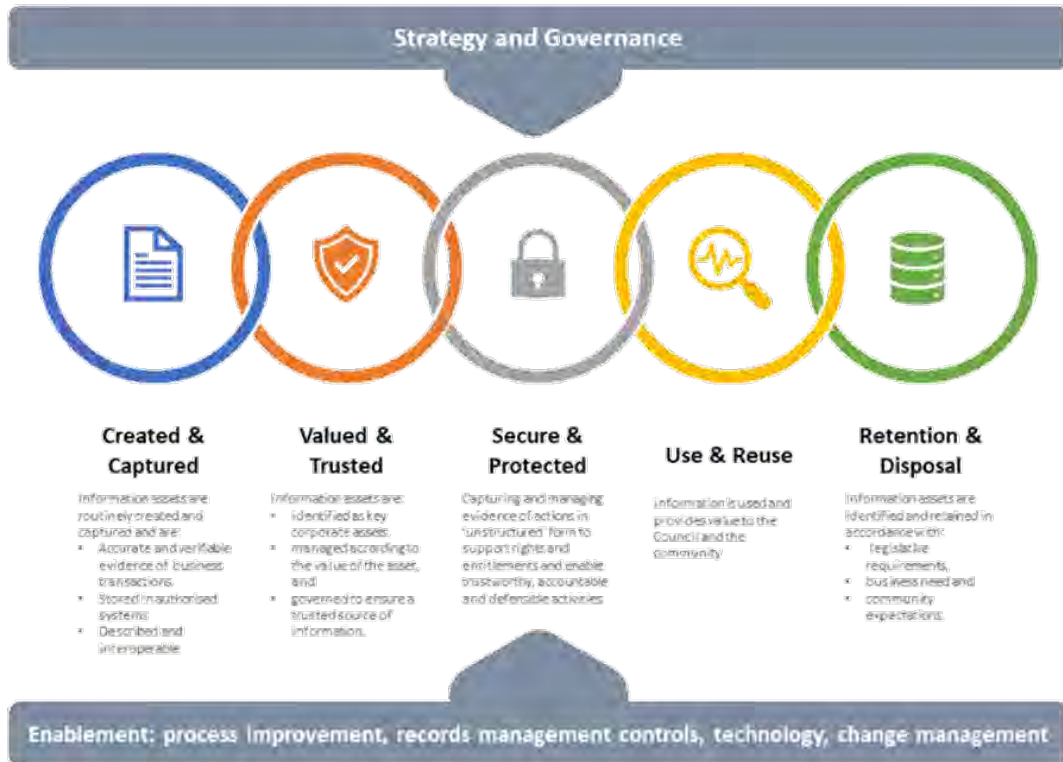 Strategy and Governance
Created &
Captured
Information assets are
routinely created and
captured and are:
• Accurate and verifiable
evidence of business
transactions
• Stored in authorised
systems
• Described and
interoperable
Valued &
Trusted
Information assets are:
• identified as key
corporate assets
• managed according to
the value of the asset,
and
• governed to ensure a
trusted source of
information.
Secure &
Protected
Capturing and managing
evidence of actions in
'unstructured' form to
support rights and
entitlements and enable
trustworthy, accountable
and defensible activities
Use & Reuse
Information is used and
provides value to the
Council and the
community
Retention &
Disposal
Information assets are
identified and retained in
accordance with:
• legislative
requirements,
• business need and
• community
expectations.
Enablement: process improvement, records management controls, technology, change management